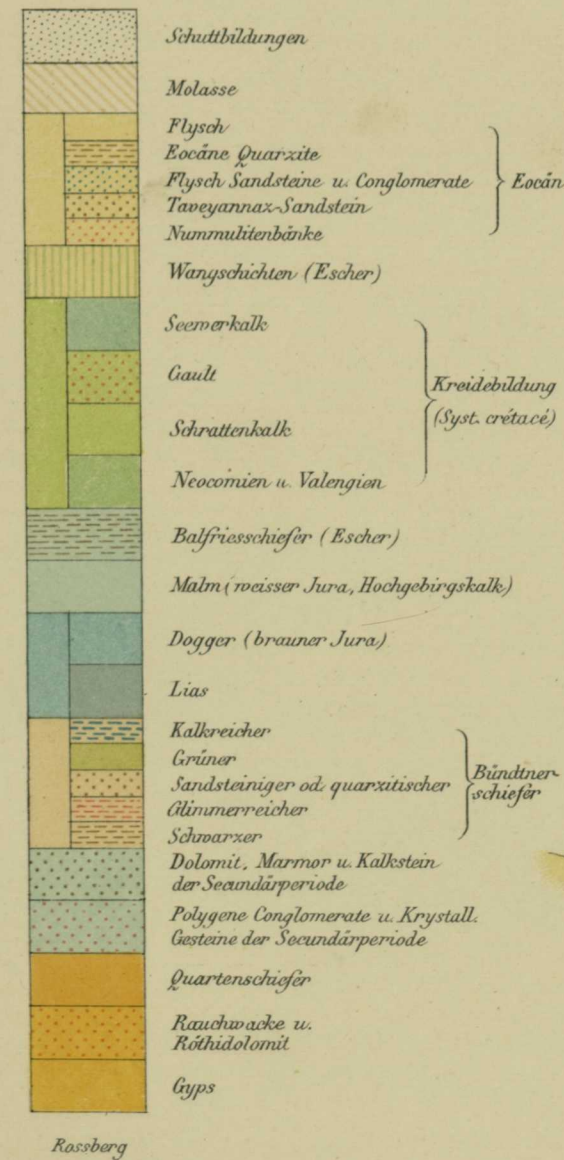 Schuttbildungen
Molasse
Flysch
Eocäne Quarzite
Flysch Sandsteine u. Conglomerate
Taveyannaz-Sandstein
Nummulitenbänke
Eocän
Wangschichten (Escher)
Seewerkalk
Gault
Schrattenkalk
Neocomien u. Valengien
Kreidebildung
(Syst. crétacé)
Balfriesschiefer (Escher)
Malm (weisser Jura, Hochgebirgskalk)
Dogger (brauner Jura)
Lias
Kalkreicher
Grüner
Sandsteiniger od. quarzitischer
Glimmerreicher
Schwarzer
Bündtner-
schiefer
Dolomit, Marmor u. Kalkstein
der Secundärperiode
Polygene Conglomerate u. Krystall.
Gesteine der Secundärperiode
Quartenschiefer
Rauchwacke u.
Röthidolomit
Gyps
Rossberg